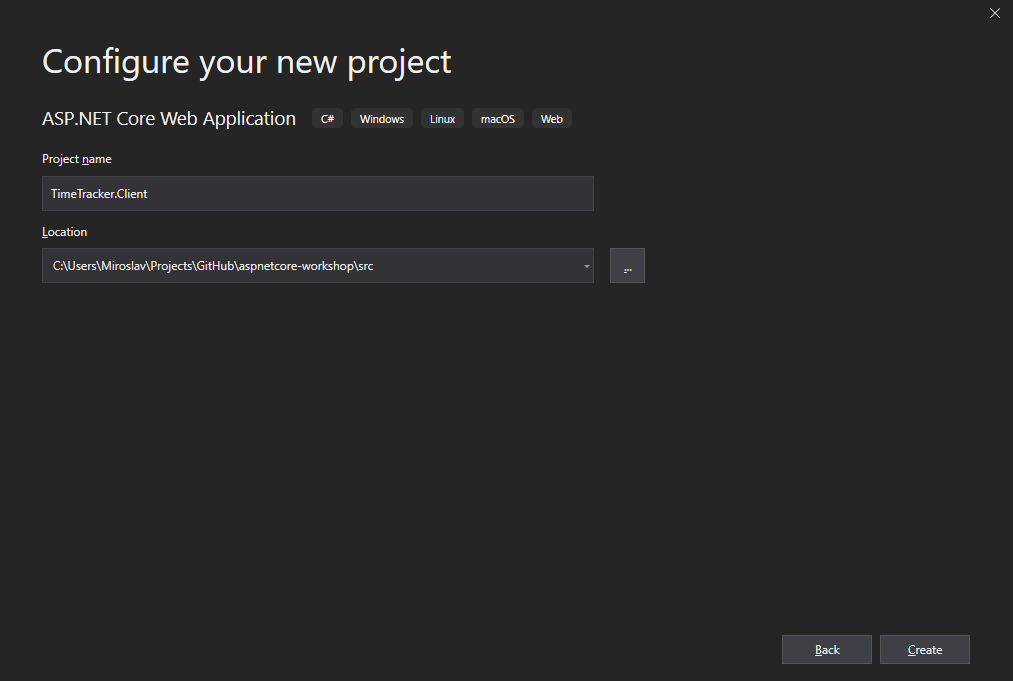 Configure your new project
ASP.NET Core Web Application C# Windows Linux macOS Web
Project name
TimeTracker.Client
Location
C:\Users\Miroslav\Projects\GitHub\aspnetcore-workshop\src ...
Back Create